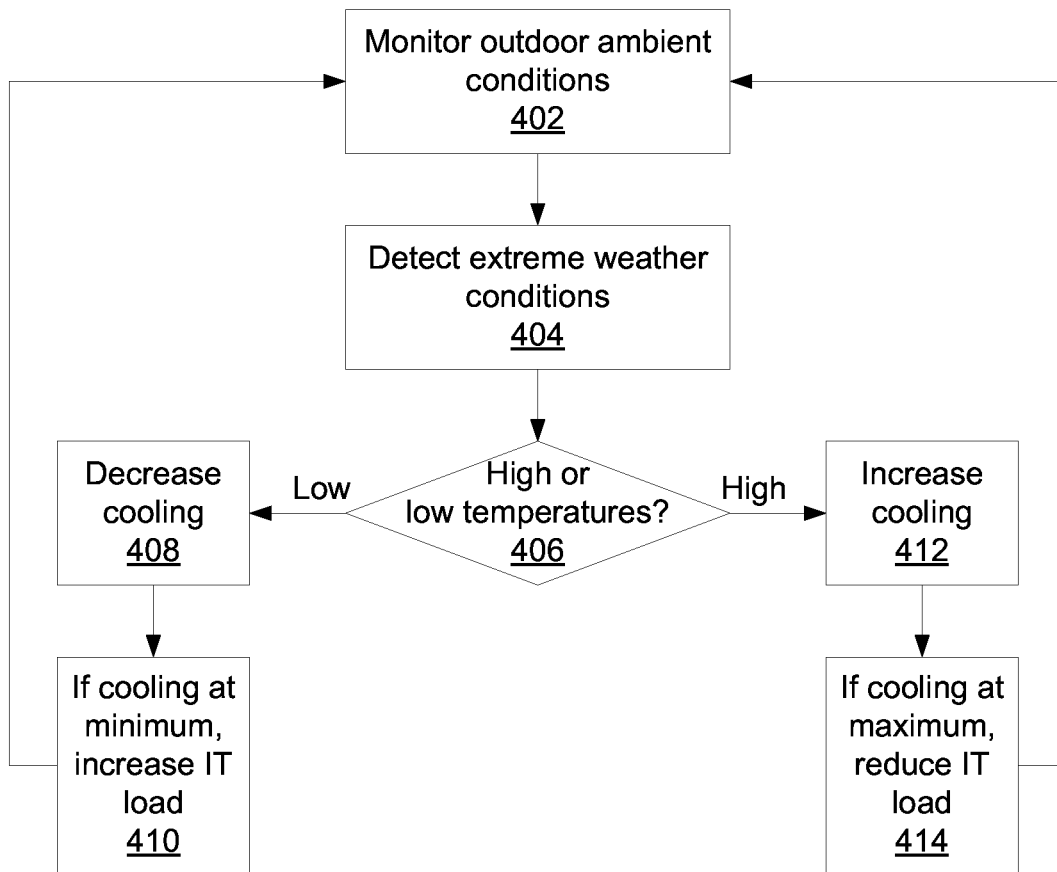 Monitor outdoor ambient
conditions
402
Detect extreme weather
conditions
404
High or
low temperatures?
406
Low
High
Decrease
cooling
408
Increase
cooling
412
If cooling at
minimum,
increase IT
load
410
If cooling at
maximum,
reduce IT
load
414